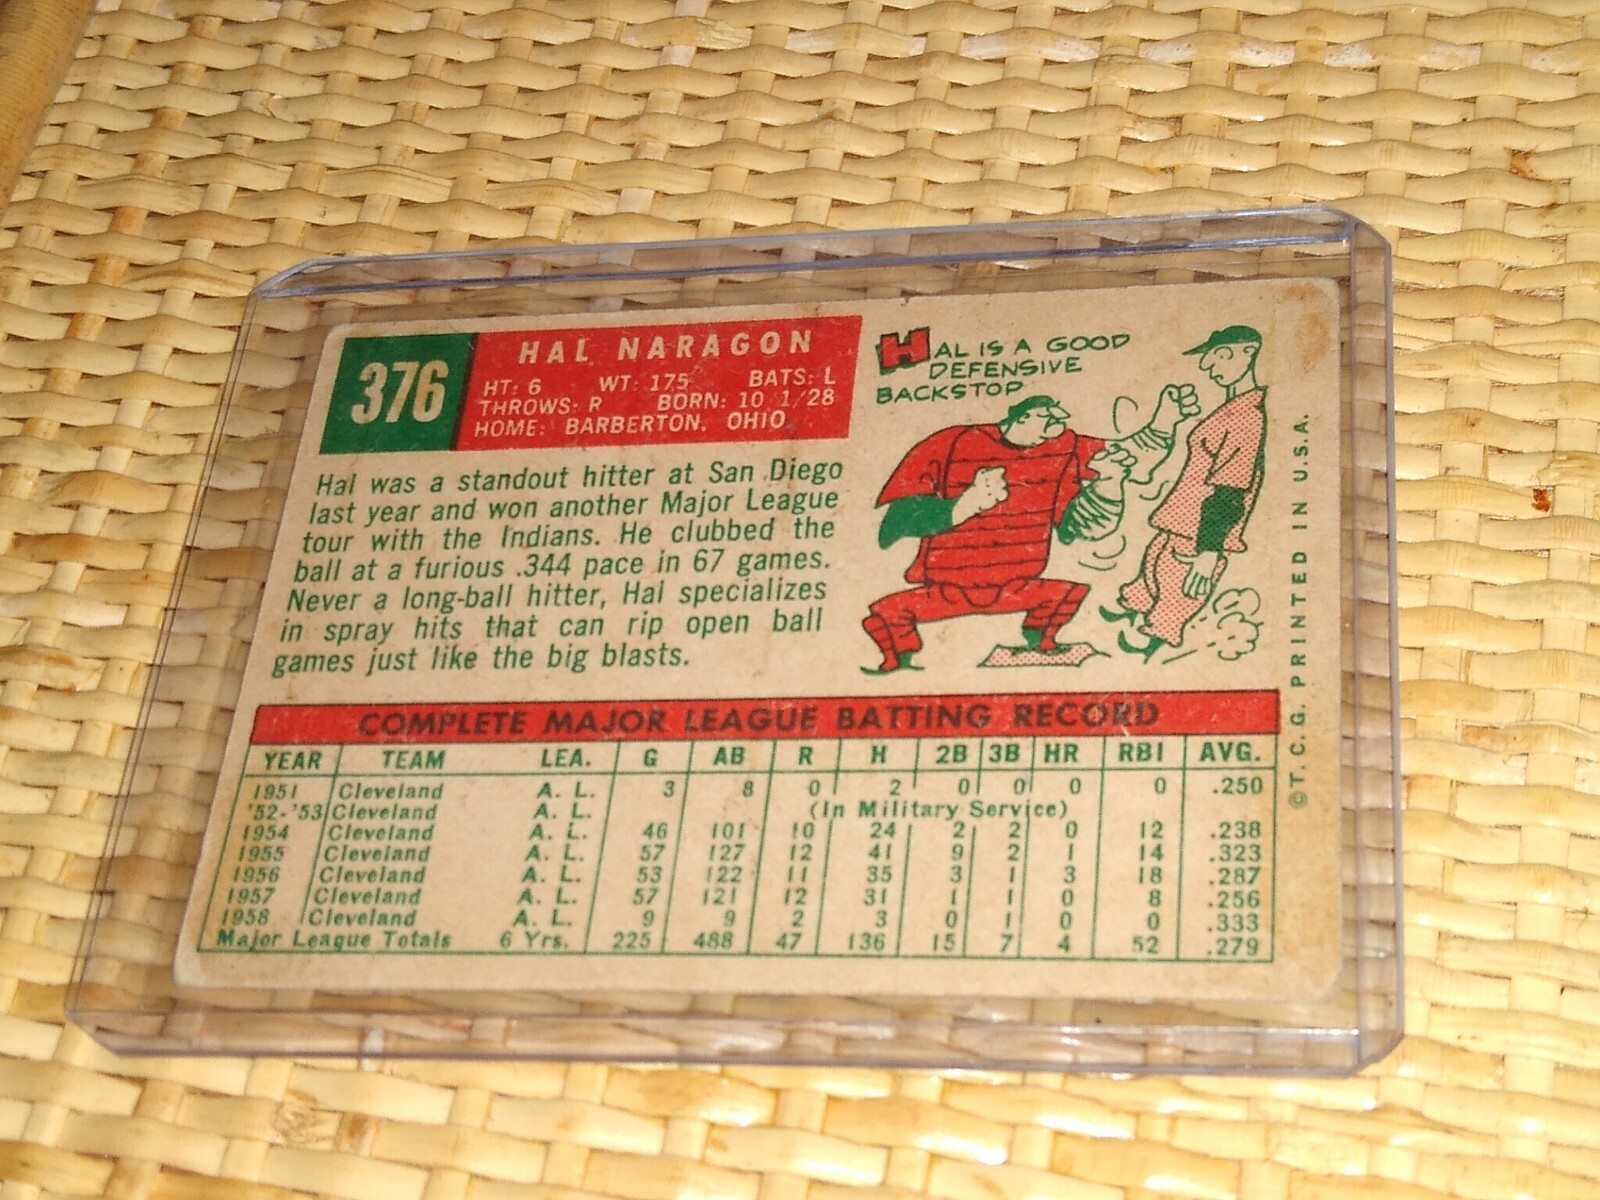 376
HAL NARAGON
HT: 6 WT: 175 BATS: L
THROWS: R BORN: 10/1/28
HOME: BARBERTON, OHIO
Hal was a standout hitter at San Diego
last year and won another Major League
tour with the Indians. He clubbed the
ball at a furious .344 pace in 67 games.
Never a long-ball hitter, Hal specializes
in spray hits that can rip open ball
games just like the big blasts.
HAL IS A GOOD
DEFENSIVE
BACKSTOP
COMPLETE MAJOR LEAGUE BATTING RECORD
YEAR TEAM LEA. G AB R H 2B 3B HR RBI AVG.
1951 Cleveland A. L. 3 8 0 2 0 0 0 0 .250
'52-'53 Cleveland A. L. (In Military Service)
1954 Cleveland A. L. 46 101 10 24 2 2 0 12 .238
1955 Cleveland A. L. 57 127 12 41 9 2 1 14 .323
1956 Cleveland A. L. 53 122 11 35 3 1 3 18 .287
1957 Cleveland A. L. 57 121 12 31 1 1 0 8 .256
1958 Cleveland A. L. 9 9 2 3 0 1 0 0 .333
Major League Totals 6 Yrs. 225 488 47 136 15 7 4 52 .279
©T. C. G. PRINTED IN U.S.A.